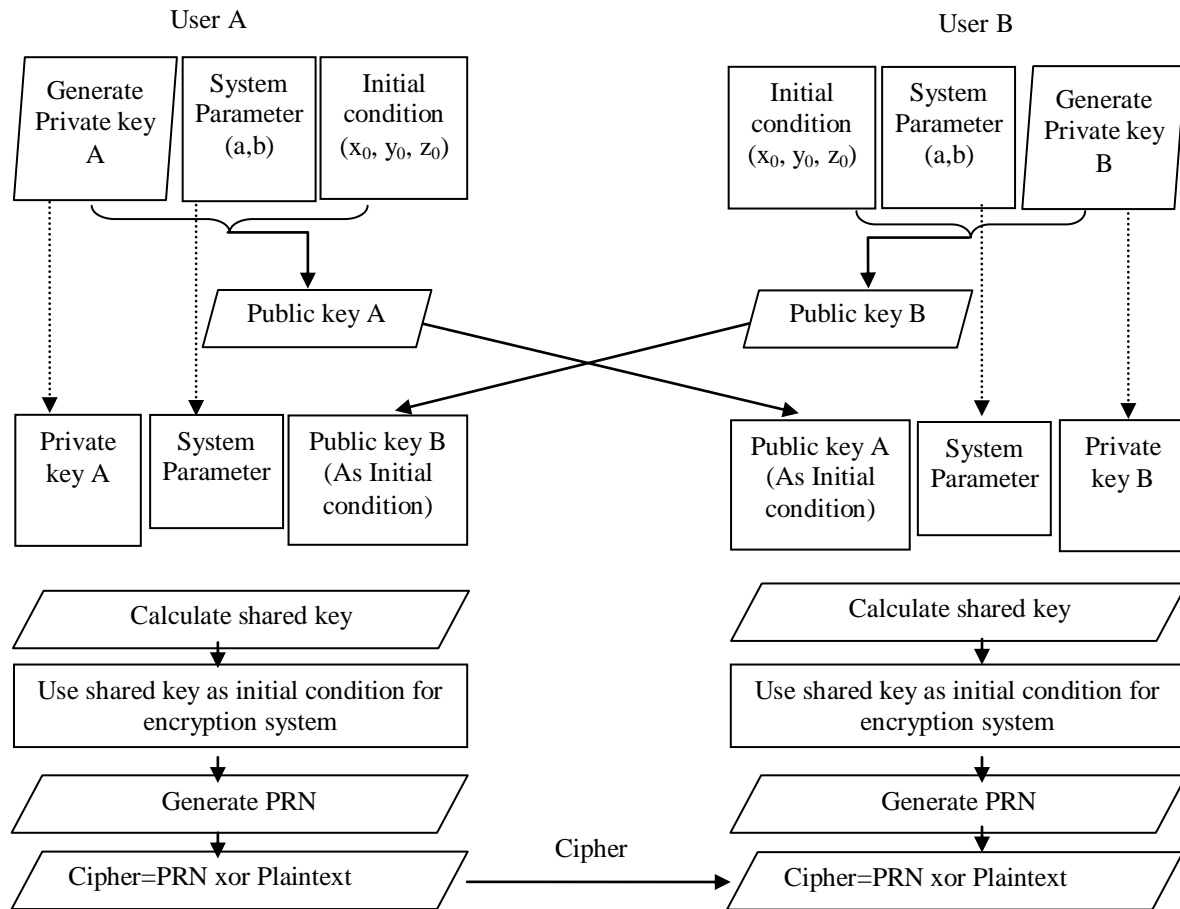 User A
User B
Generate
Private key
A
System
Parameter
(a,b)
Initial
condition
(x₀, y₀, z₀)
Initial
condition
(x₀, y₀, z₀)
System
Parameter
(a,b)
Generate
Private key
B
Public key A
Public key B
Private
key A
System
Parameter
Public key B
(As Initial
condition)
Public key A
(As Initial
condition)
System
Parameter
Private
key B
Calculate shared key
Calculate shared key
Use shared key as initial condition for
encryption system
Use shared key as initial condition for
encryption system
Generate PRN
Generate PRN
Cipher=PRN xor Plaintext
Cipher
Cipher=PRN xor Plaintext